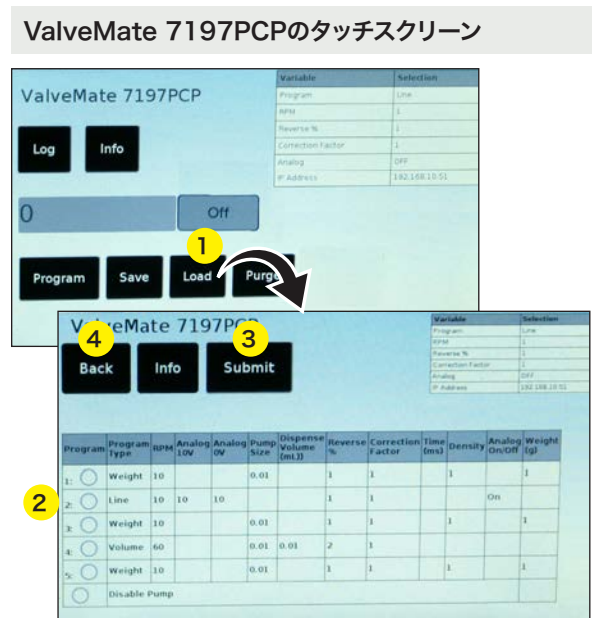 ValveMate 7197PCPのタッチスクリーン
ValveMate 7197PCP
Variable Selection
Program Line
RPM 1
Reverse % 1
Correction Factor 1
Analog OFF
IP Address 192.168.10.51
Log Info
0 Off
1
Program Save Load Purge
ValveMate 7197PCP
Variable Selection
Program Line
RPM 1
Reverse % 1
Correction Factor 1
Analog OFF
IP Address 192.168.10.51
4 3
Back Info Submit
Program Program Type RPM Analog 10V Analog 0V Pump Size Dispense Volume (mL)) Reverse % Correction Factor Time (ms) Density Analog On/Off Weight (g)
1: Weight 10 0.01 1 1 1 1
2
2: Line 10 10 10 1 1 On
3: Weight 10 0.01 1 1 1 1
4: Volume 60 0.01 0.01 2 1
5: Weight 10 0.01 1 1 1 1
Disable Pump